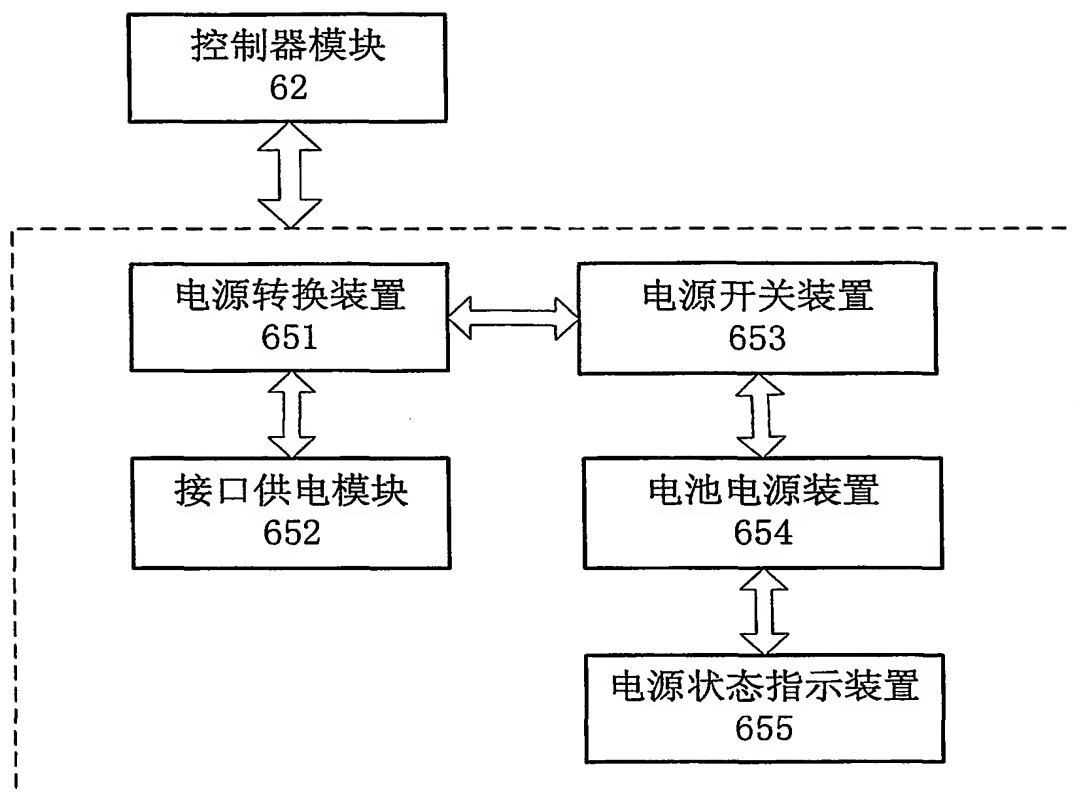 控制器模块
62
电源转换装置
651
电源开关装置
653
接口供电模块
652
电池电源装置
654
电源状态指示装置
655